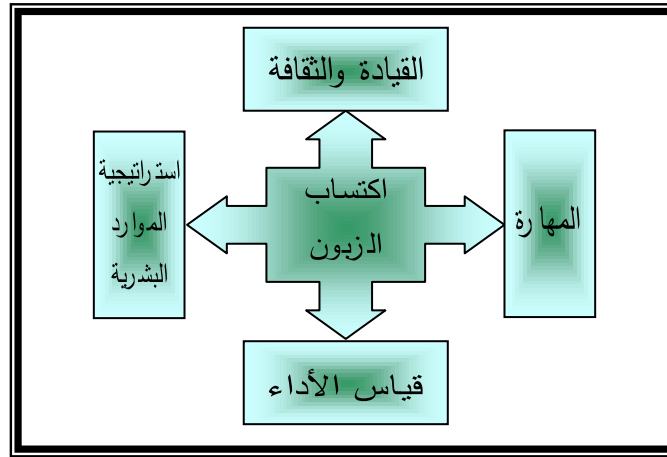 القيادة والثقافة
استراتيجية
الموارد
البشرية
اكتساب
الزبون
المهارة
قياس الأداء